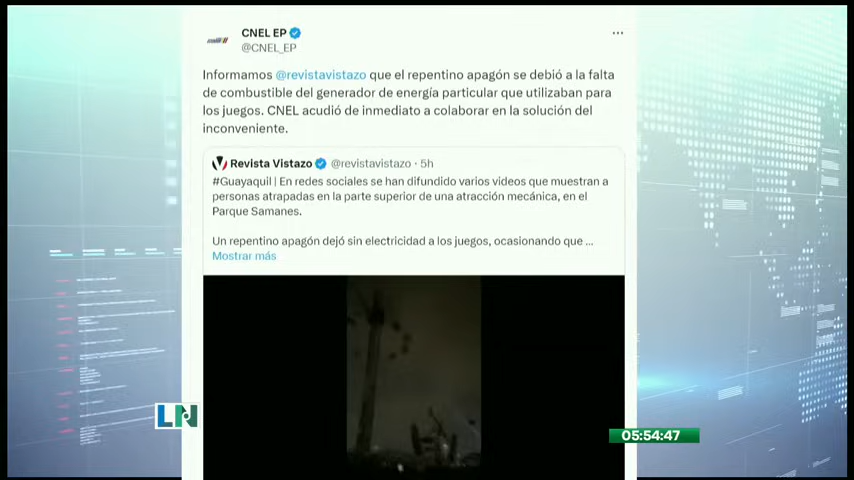 CNEL EP
@CNEL_EP
Informamos @revistavistazo que el repentino apagón se debió a la falta
de combustible del generador de energía particular que utilizaban para
los juegos. CNEL acudió de inmediato a colaborar en la solución del
inconveniente.
Revista Vistazo @revistavistazo · 5h
#Guayaquil | En redes sociales se han difundido varios videos que muestran a
personas atrapadas en la parte superior de una atracción mecánica, en el
Parque Samanes.
Un repentino apagón dejó sin electricidad a los juegos, ocasionando que ...
Mostrar más
LN
05:54:47